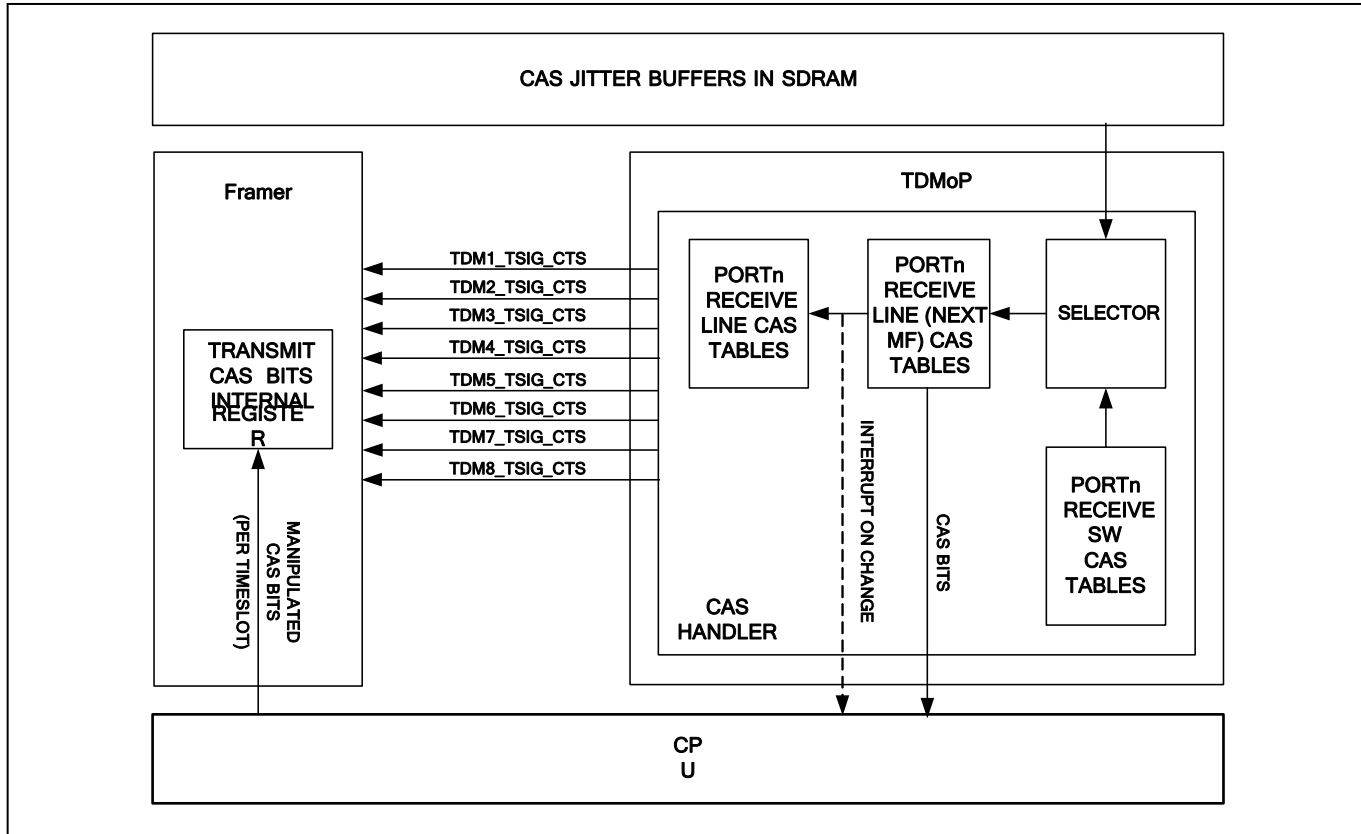 CAS JITTER BUFFERS IN SDRAM
Framer
TDMoP
TDM1_TSIG_CTS
TDM2_TSIG_CTS
TDM3_TSIG_CTS
TDM4_TSIG_CTS
TDM5_TSIG_CTS
TDM6_TSIG_CTS
TDM7_TSIG_CTS
TDM8_TSIG_CTS
TRANSMIT
CAS BITS
INTERNAL
REGISTE
R
MANIPULATED
CAS BITS
(PER TIMESLOT)
PORTn
RECEIVE
LINE CAS
TABLES
PORTn
RECEIVE
LINE (NEXT
MF) CAS
TABLES
SELECTOR
PORTn
RECEIVE
SW
CAS
TABLES
INTERRUPT ON CHANGE
CAS BITS
CAS
HANDLER
CP
U